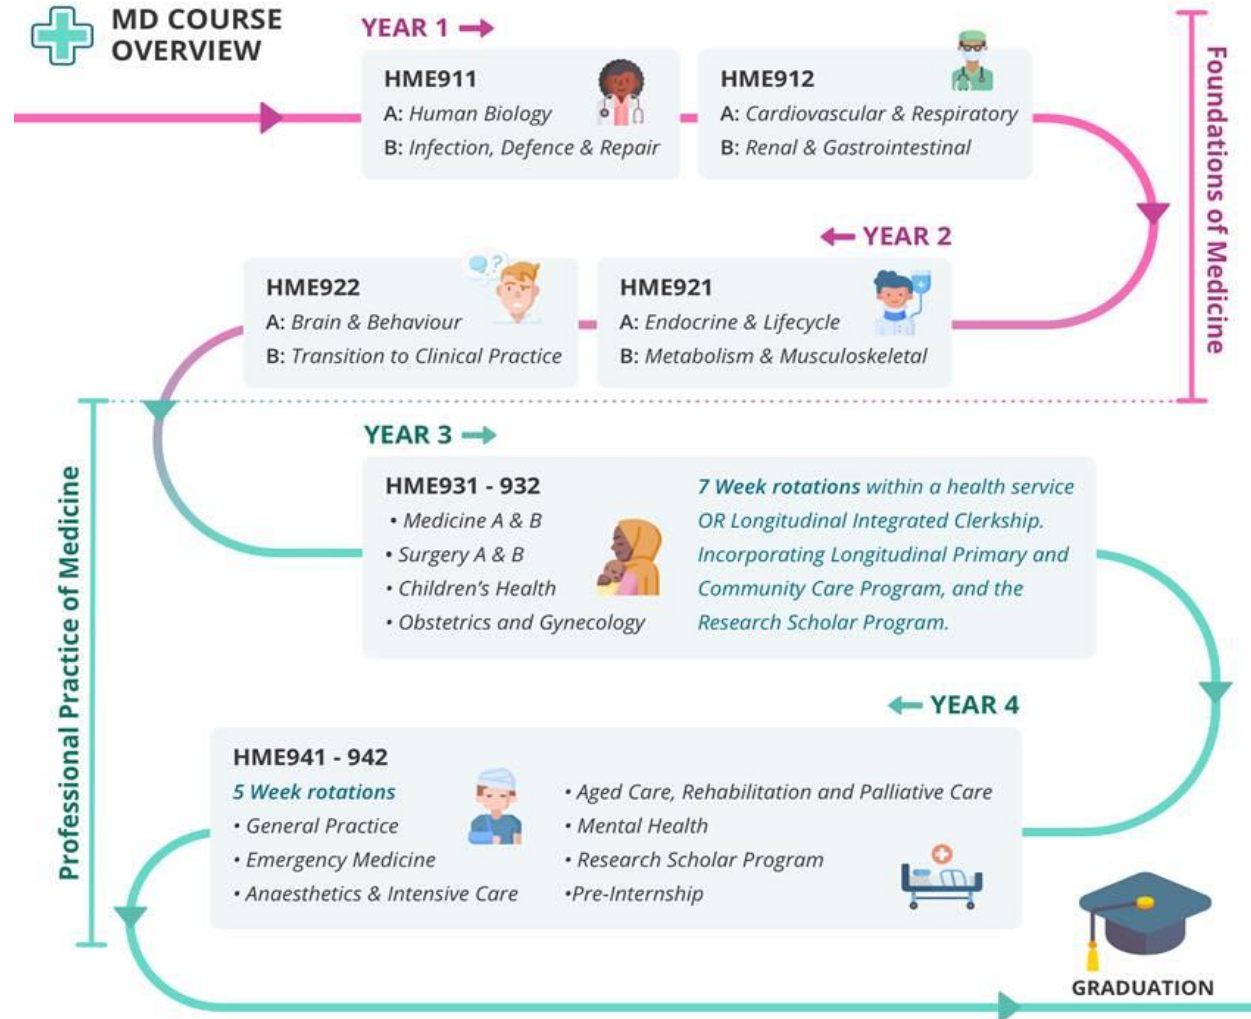 MD COURSE
OVERVIEW
YEAR 1
HME911
A: Human Biology
B: Infection, Defence & Repair
HME912
A: Cardiovascular & Respiratory
B: Renal & Gastrointestinal
Foundations of Medicine
YEAR 2
HME921
A: Endocrine & Lifecycle
B: Metabolism & Musculoskeletal
?
HME922
A: Brain & Behaviour
B: Transition to Clinical Practice
Professional Practice of Medicine
YEAR 3
HME931 - 932
• Medicine A & B
• Surgery A & B
• Children’s Health
• Obstetrics and Gynecology
7 Week rotations within a health service
OR Longitudinal Integrated Clerkship.
Incorporating Longitudinal Primary and
Community Care Program, and the
Research Scholar Program.
YEAR 4
HME941 - 942
5 Week rotations
• General Practice
• Emergency Medicine
• Anaesthetics & Intensive Care
• Aged Care, Rehabilitation and Palliative Care
• Mental Health
• Research Scholar Program
•Pre-Internship
GRADUATION